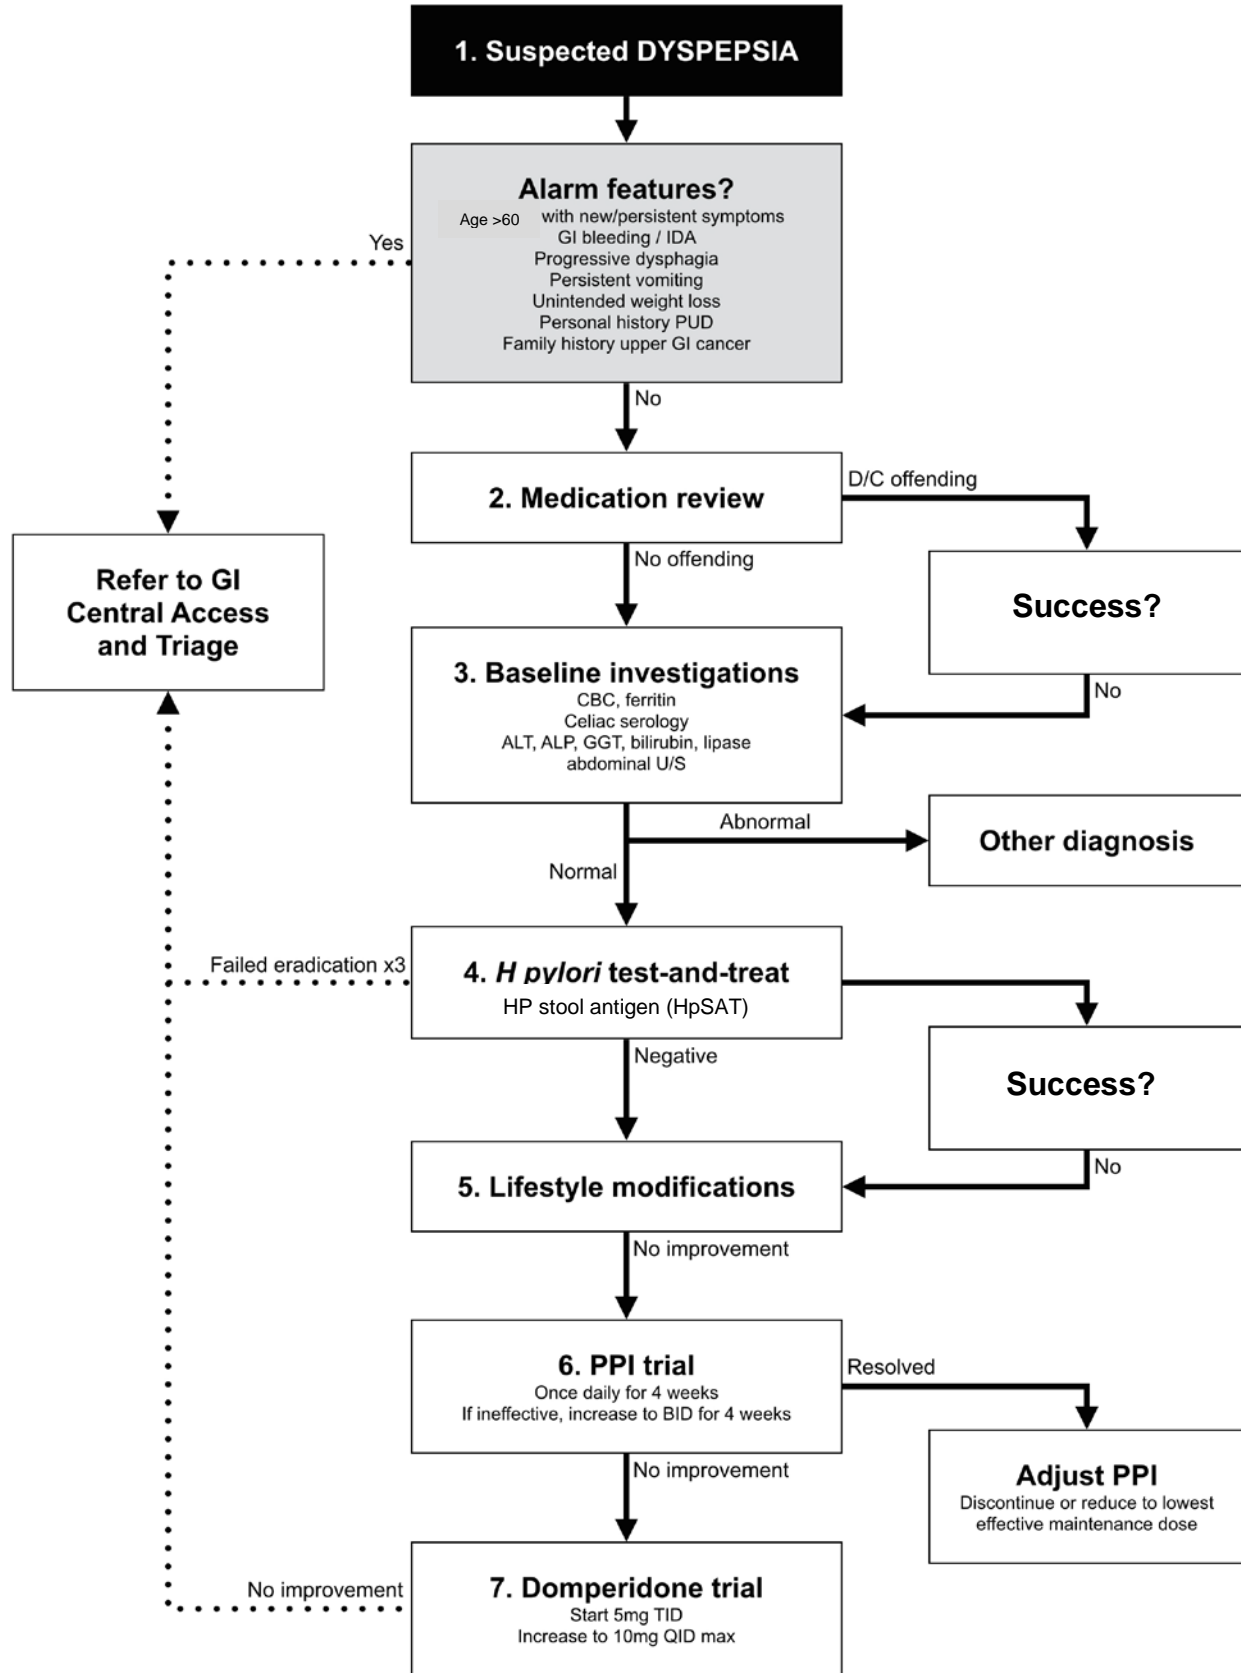 1. Suspected DYSPEPSIA
Alarm features?
Age >60 with new/persistent symptoms
GI bleeding / IDA
Progressive dysphagia
Persistent vomiting
Unintended weight loss
Personal history PUD
Family history upper GI cancer
Yes
No
2. Medication review
D/C offending
No offending
Success?
No
Refer to GI
Central Access
and Triage
3. Baseline investigations
CBC, ferritin
Celiac serology
ALT, ALP, GGT, bilirubin, lipase
abdominal U/S
Abnormal
Other diagnosis
Normal
Failed eradication x3
4. H pylori test-and-treat
HP stool antigen (HpSAT)
Negative
Success?
No
5. Lifestyle modifications
No improvement
6. PPI trial
Once daily for 4 weeks
If ineffective, increase to BID for 4 weeks
Resolved
No improvement
Adjust PPI
Discontinue or reduce to lowest
effective maintenance dose
No improvement
7. Domperidone trial
Start 5mg TID
Increase to 10mg QID max